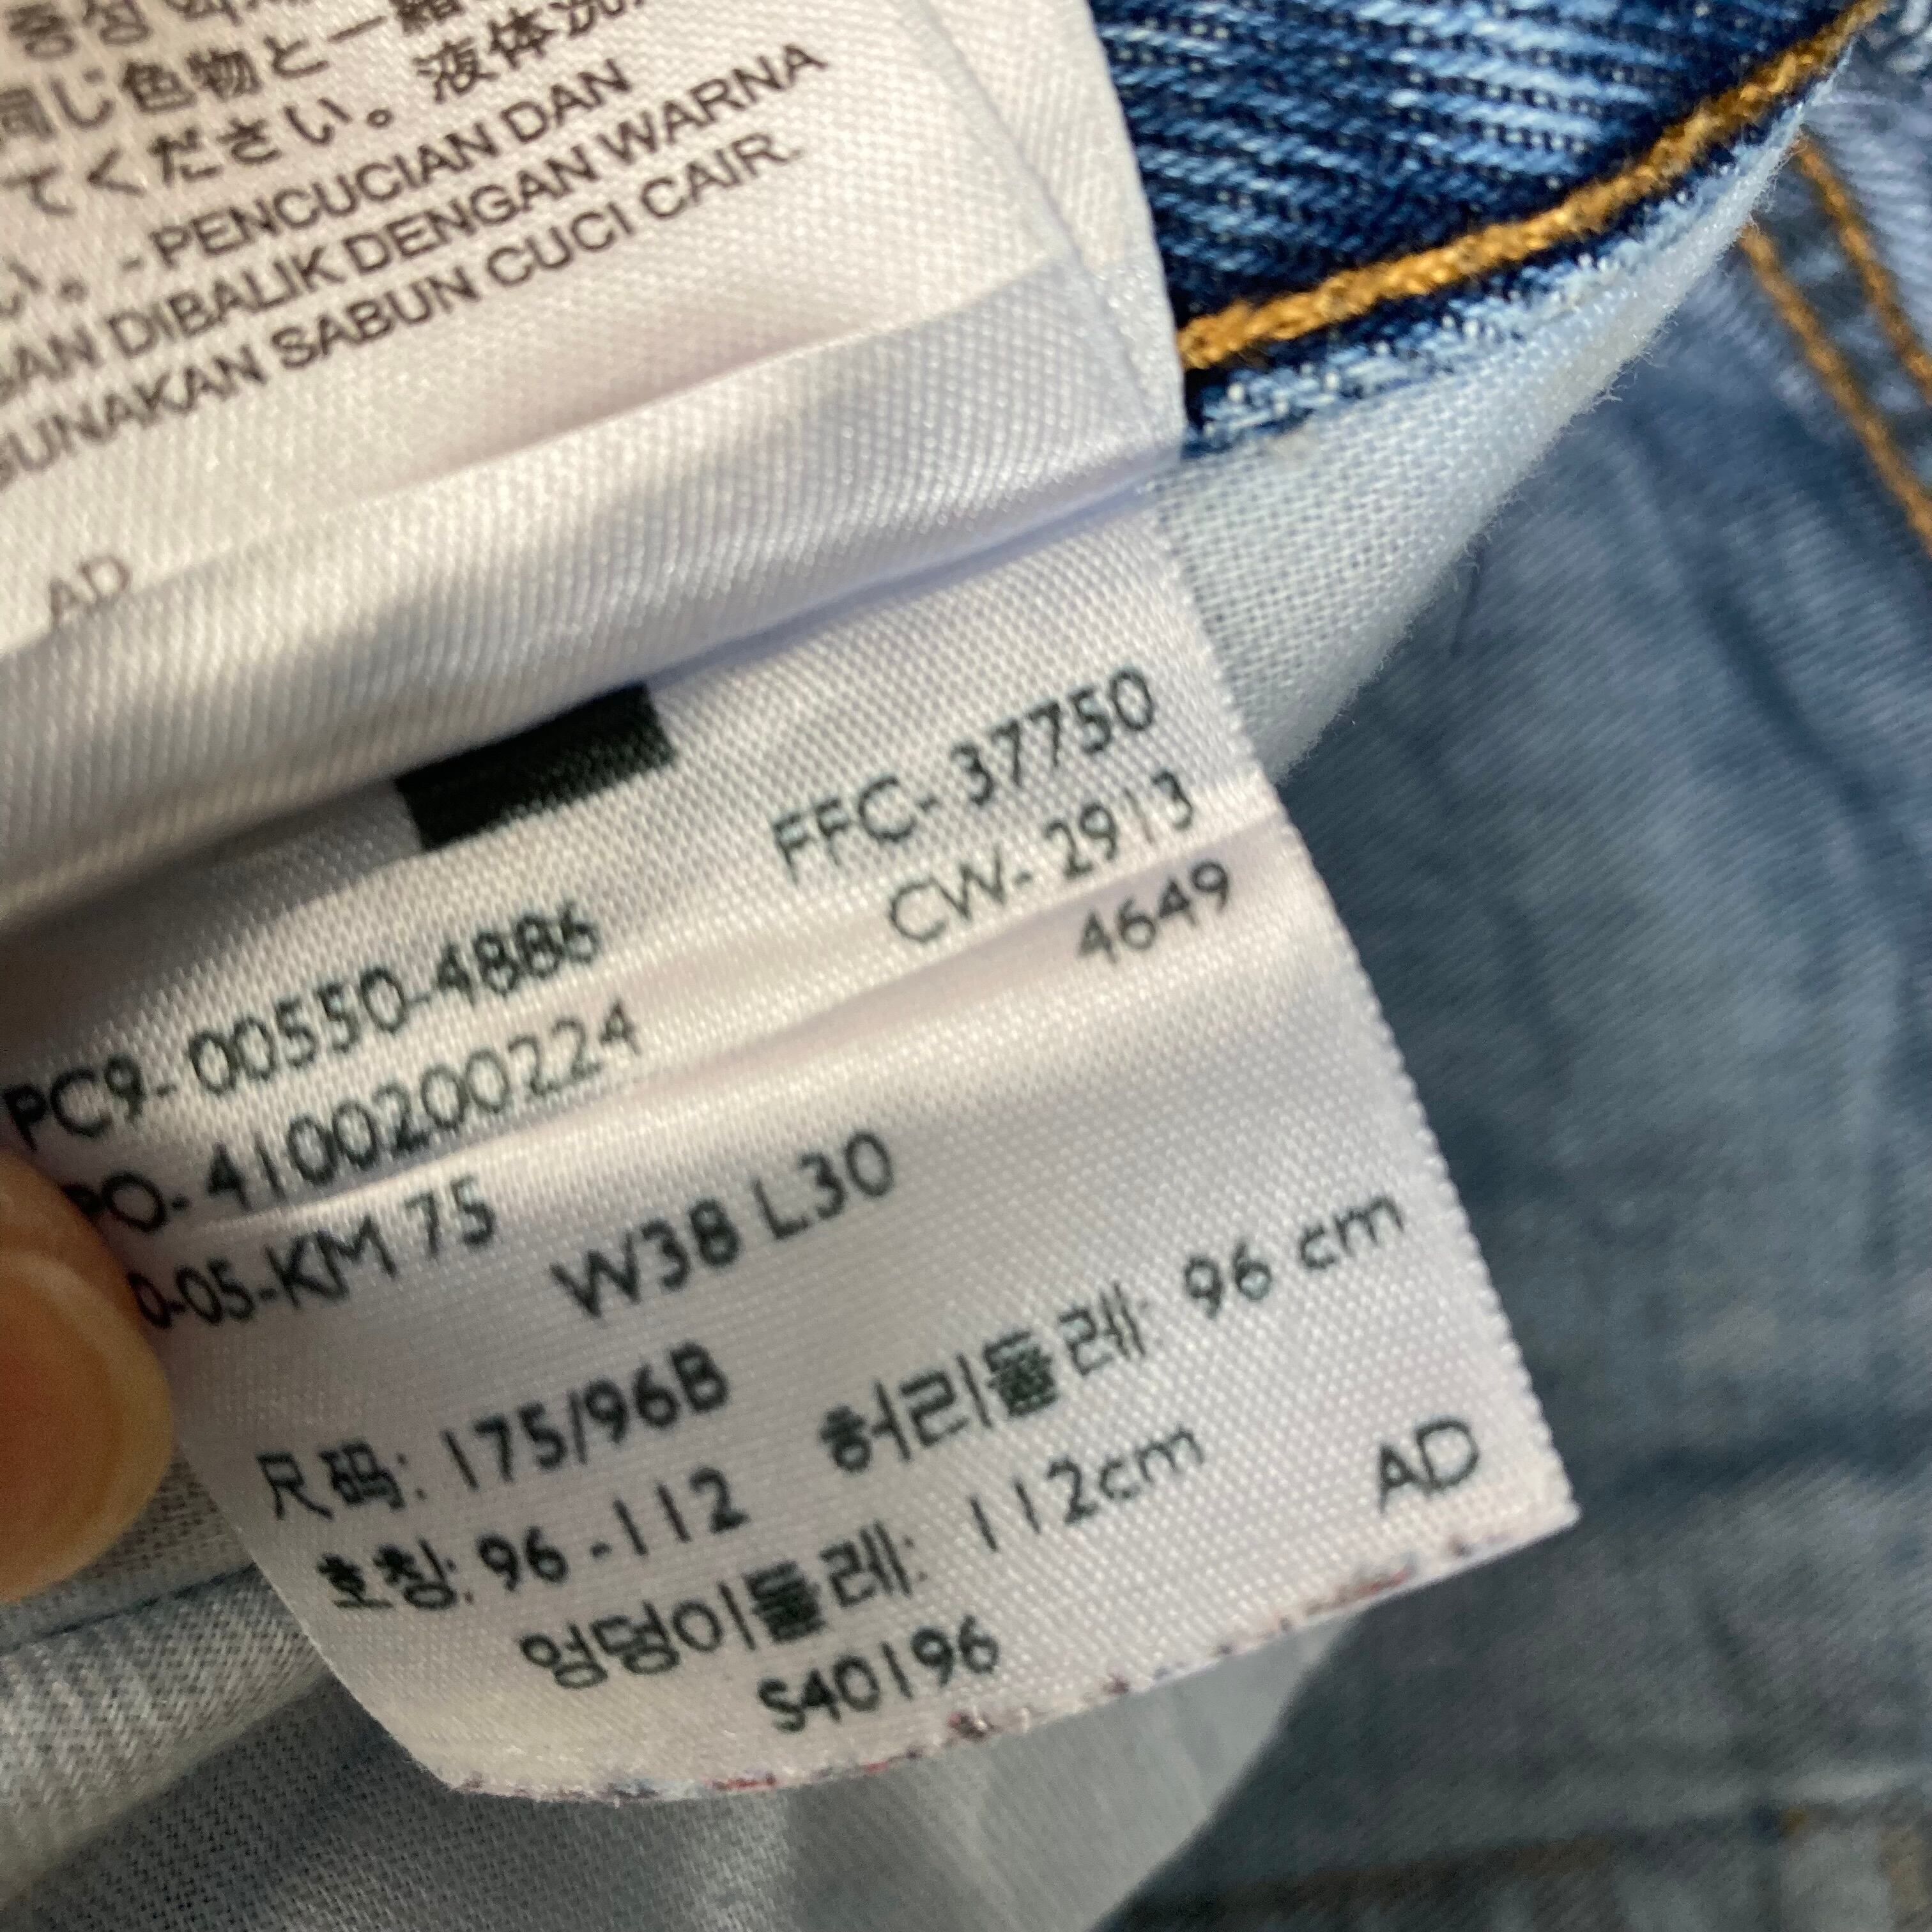 중성
同じ色物と一緒
てください。液体洗
い。-PENCUCIAN DAN
DIBALIK DENGAN WARNA
SABUN CUCI CAIR.
AD
FFC- 37750
CW- 2913
4649
PC9- 00550-4886
PO- 4100200224
0-05-KM 75
W38 L30
尺码: 175/96B
호칭: 96 -112 허리둘레: 96 cm
엉덩이둘레: 112cm
S40196
AD